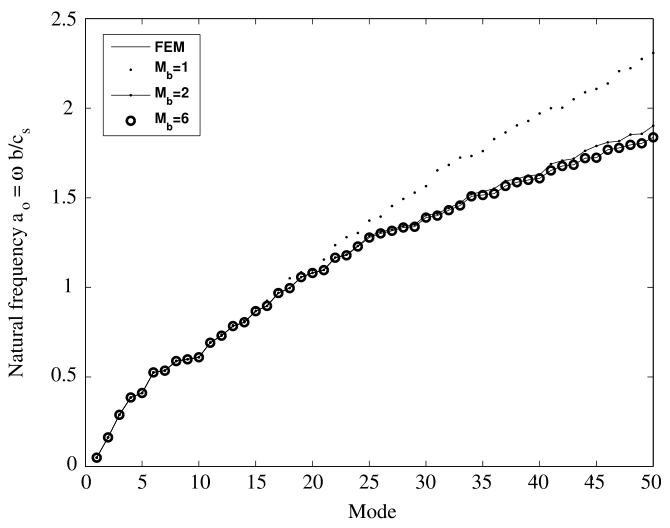 2.5
2
1.5
1
0.5
0
0 5 10 15 20 25 30 35 40 45 50
Natural frequency a_o = ω b/c_s
Mode
FEM
M_b=1
M_b=2
M_b=6